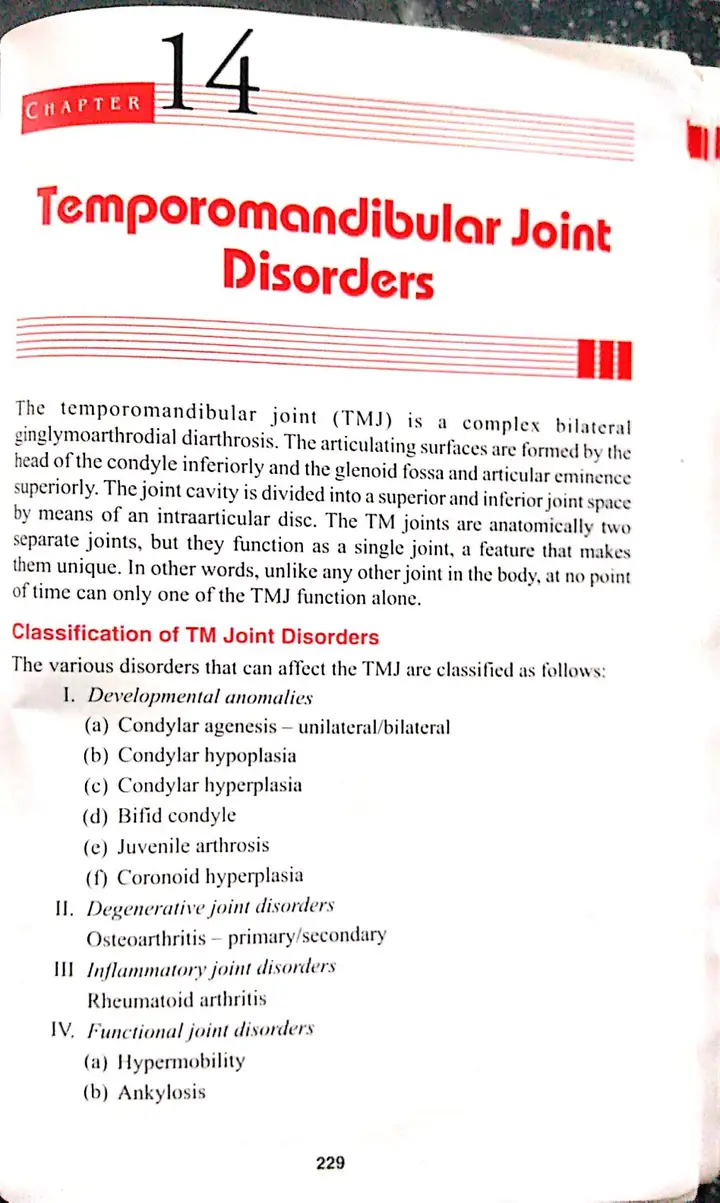 CHAPTER 14
Temporomandibular Joint
Disorders
The temporomandibular joint (TMJ) is a complex bilateral
ginglymoarthrodial diarthrosis. The articulating surfaces are formed by the
head of the condyle inferiorly and the glenoid fossa and articular eminence
superiorly. The joint cavity is divided into a superior and inferior joint space
by means of an intraarticular disc. The TM joints are anatomically two
separate joints, but they function as a single joint, a feature that makes
them unique. In other words, unlike any other joint in the body, at no point
of time can only one of the TMJ function alone.
Classification of TM Joint Disorders
The various disorders that can affect the TMJ are classified as follows:
I. Developmental anomalies
(a) Condylar agenesis – unilateral/bilateral
(b) Condylar hypoplasia
(c) Condylar hyperplasia
(d) Bifid condyle
(e) Juvenile arthrosis
(f) Coronoid hyperplasia
II. Degenerative joint disorders
Osteoarthritis – primary/secondary
III Inflammatory joint disorders
Rheumatoid arthritis
IV. Functional joint disorders
(a) Hypermobility
(b) Ankylosis
229